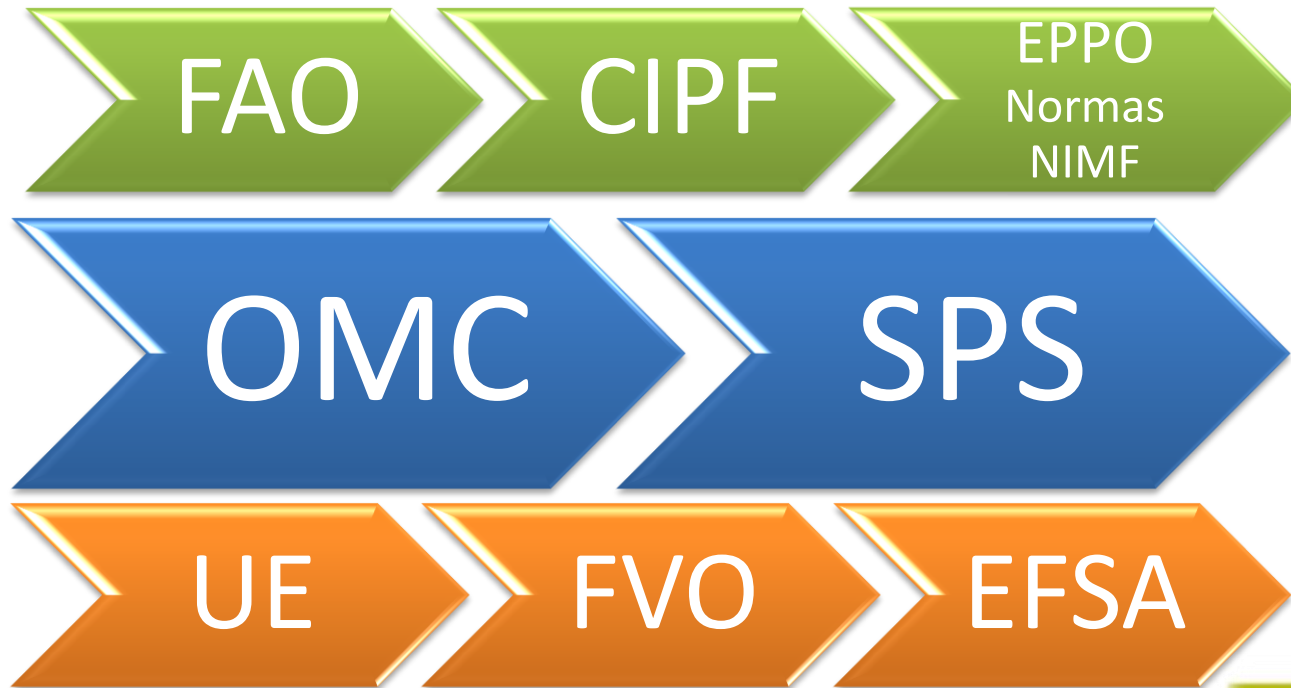 FAO
CIPF
EPPO
Normas
NIMF
OMC
SPS
UE
FVO
EFSA